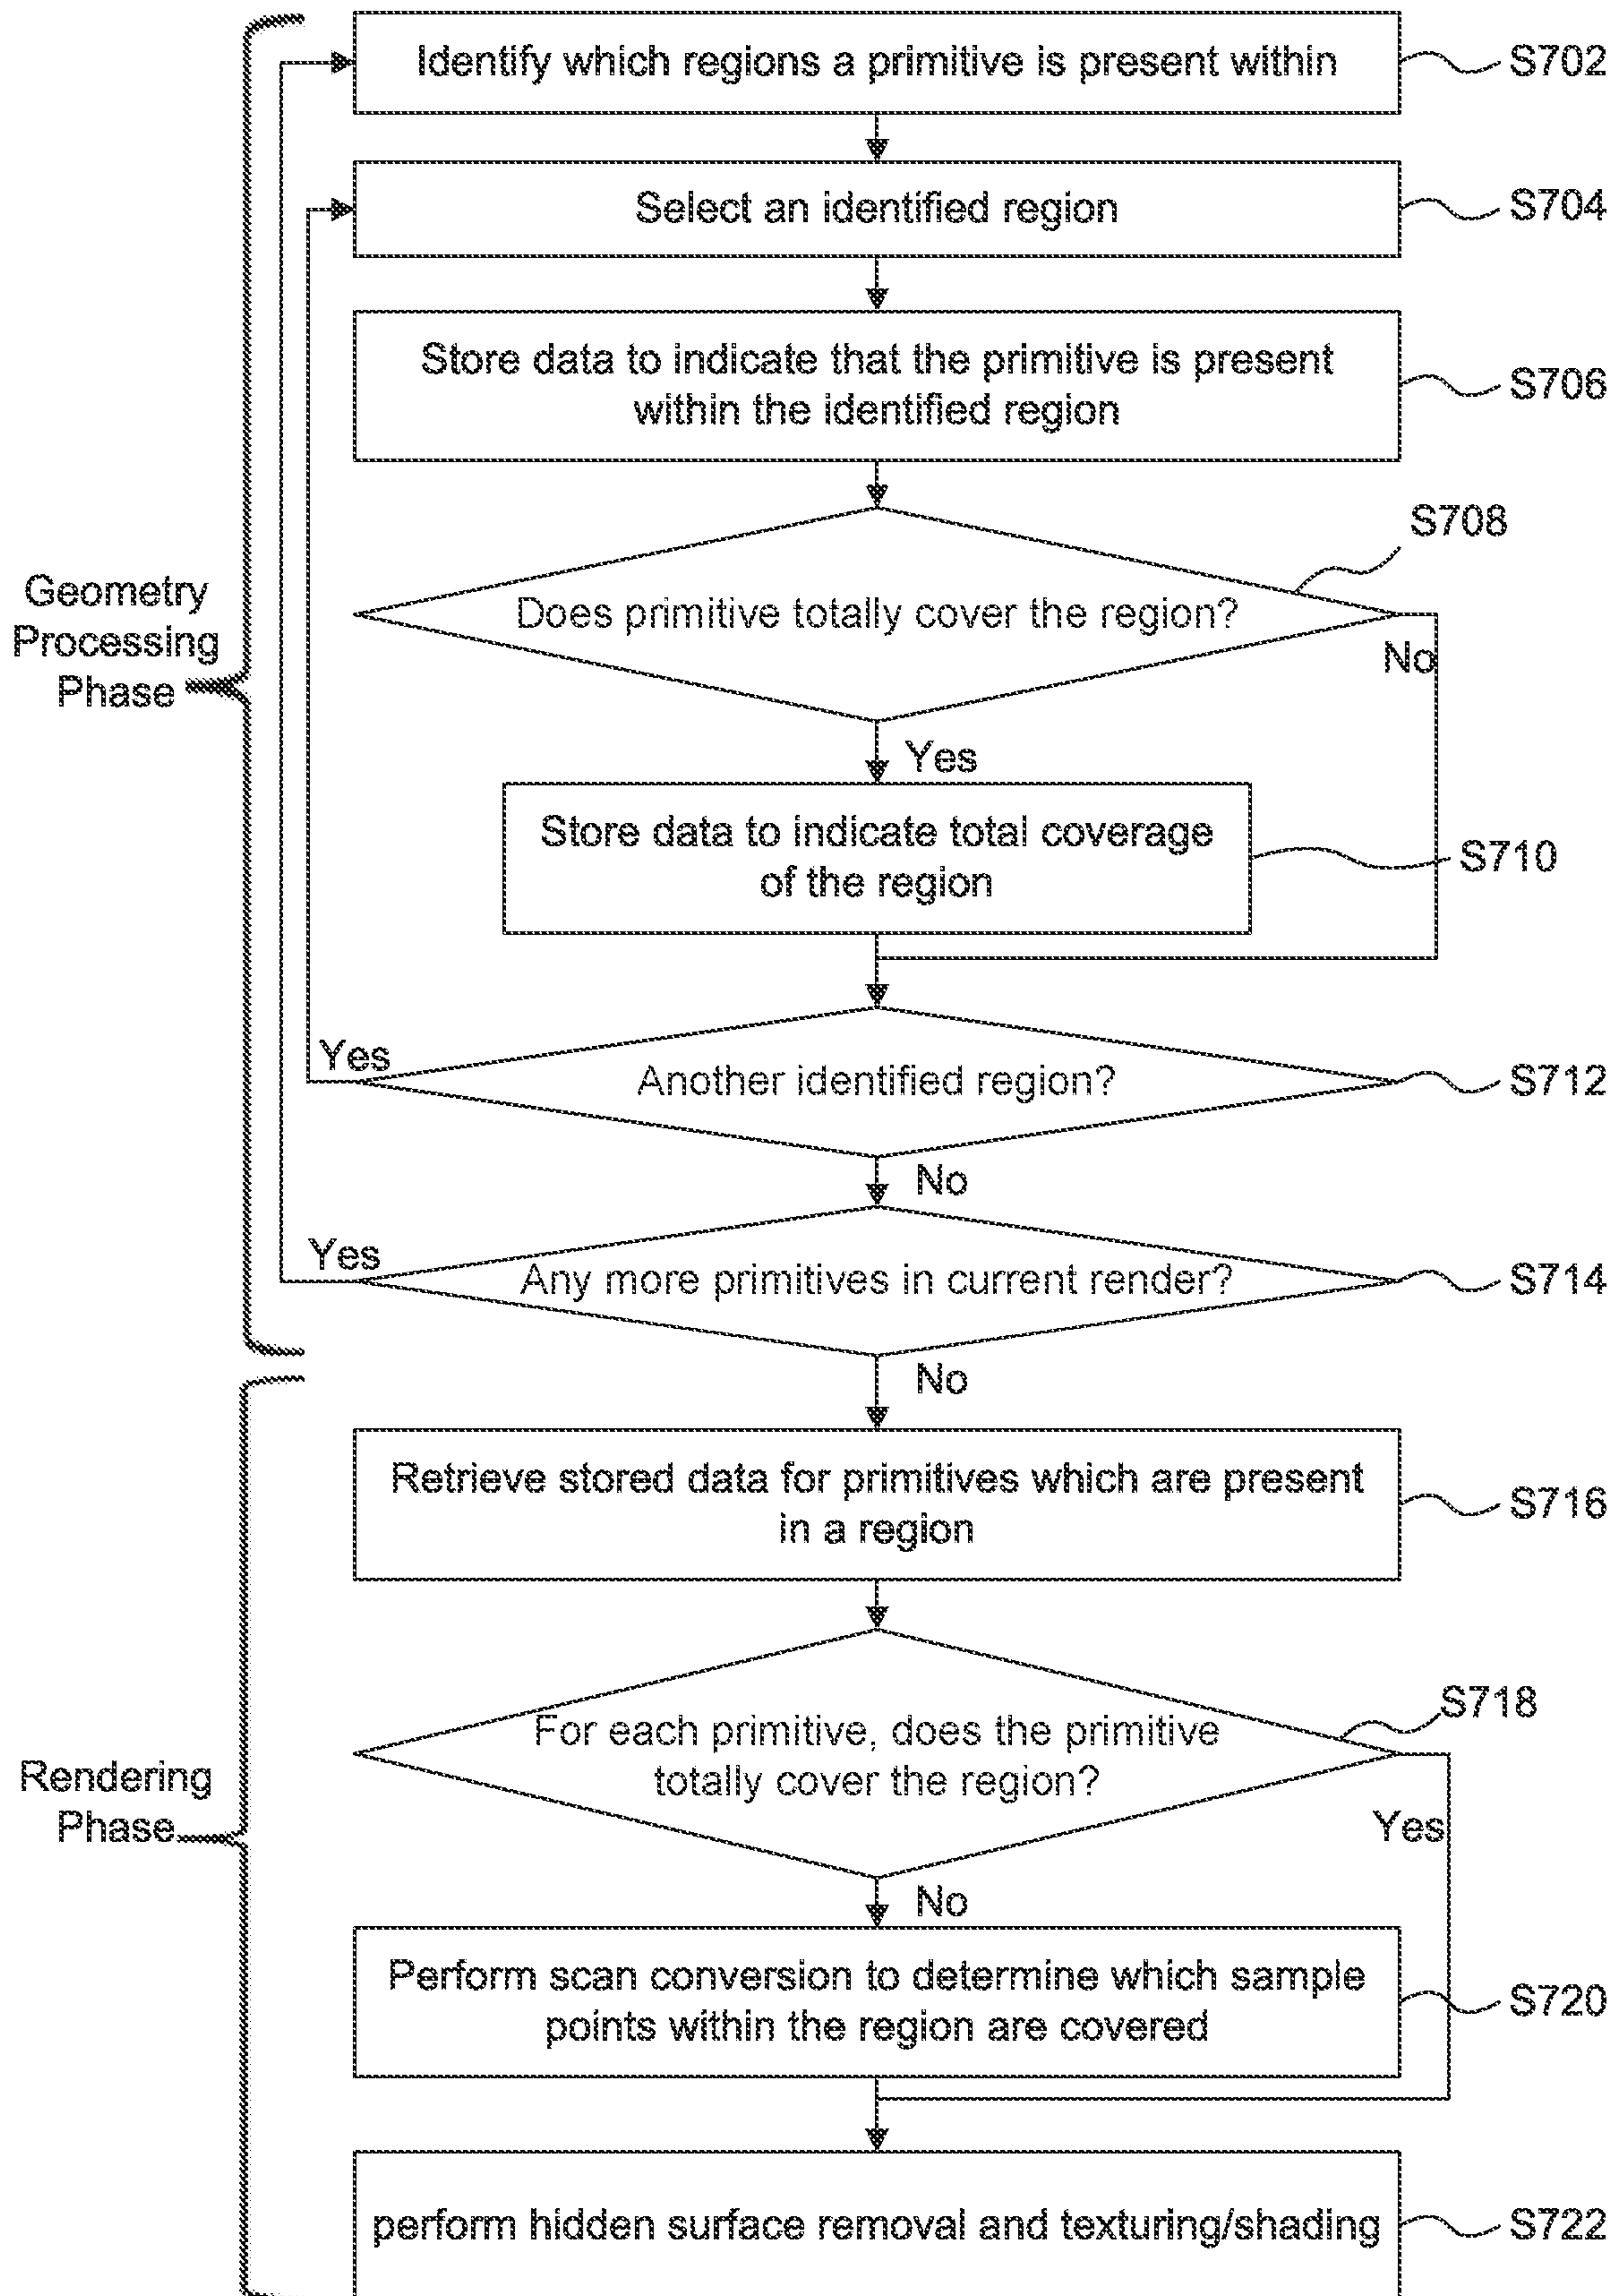 Identify which regions a primitive is present within
S702
Select an identified region
S704
Store data to indicate that the primitive is present
within the identified region
S706
Geometry
Processing
Phase
S708
Does primitive totally cover the region?
No
Yes
Store data to indicate total coverage
of the region
S710
Yes
Another identified region?
S712
No
Yes
Any more primitives in current render?
S714
No
Retrieve stored data for primitives which are present
in a region
S716
Rendering
Phase
S718
For each primitive, does the primitive
totally cover the region?
Yes
No
Perform scan conversion to determine which sample
points within the region are covered
S720
perform hidden surface removal and texturing/shading
S722